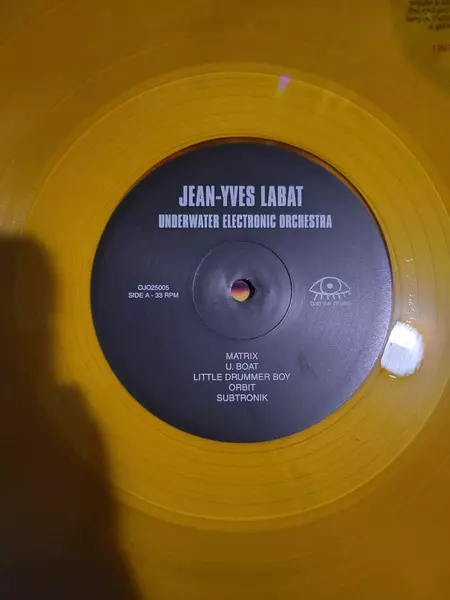 JEAN-YVES LABAT
UNDERWATER ELECTRONIC ORCHESTRA
OJO25005
SIDE A - 33 RPM
MATRIX
U. BOAT
LITTLE DRUMMER BOY
ORBIT
SUBTRONIK